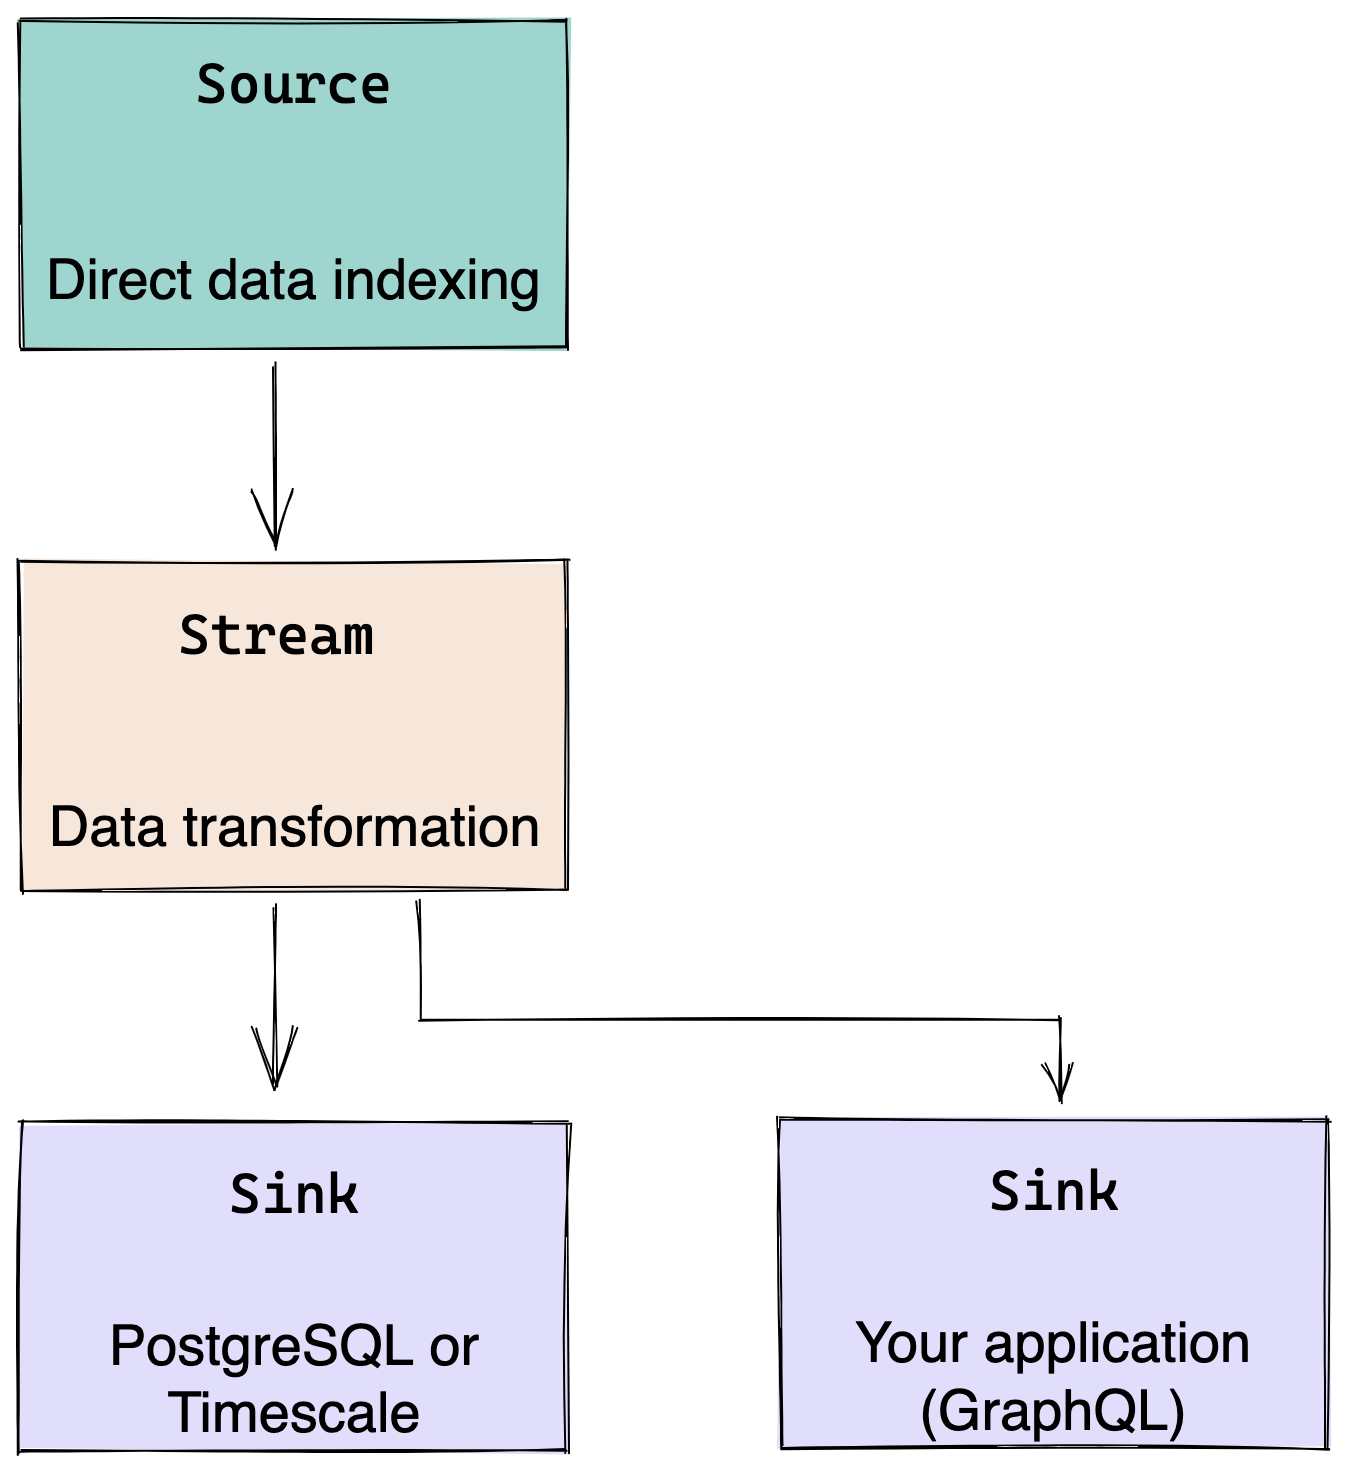 Source
Direct data indexing
Stream
Data transformation
Sink
PostgreSQL or
Timescale
Sink
Your application
(GraphQL)